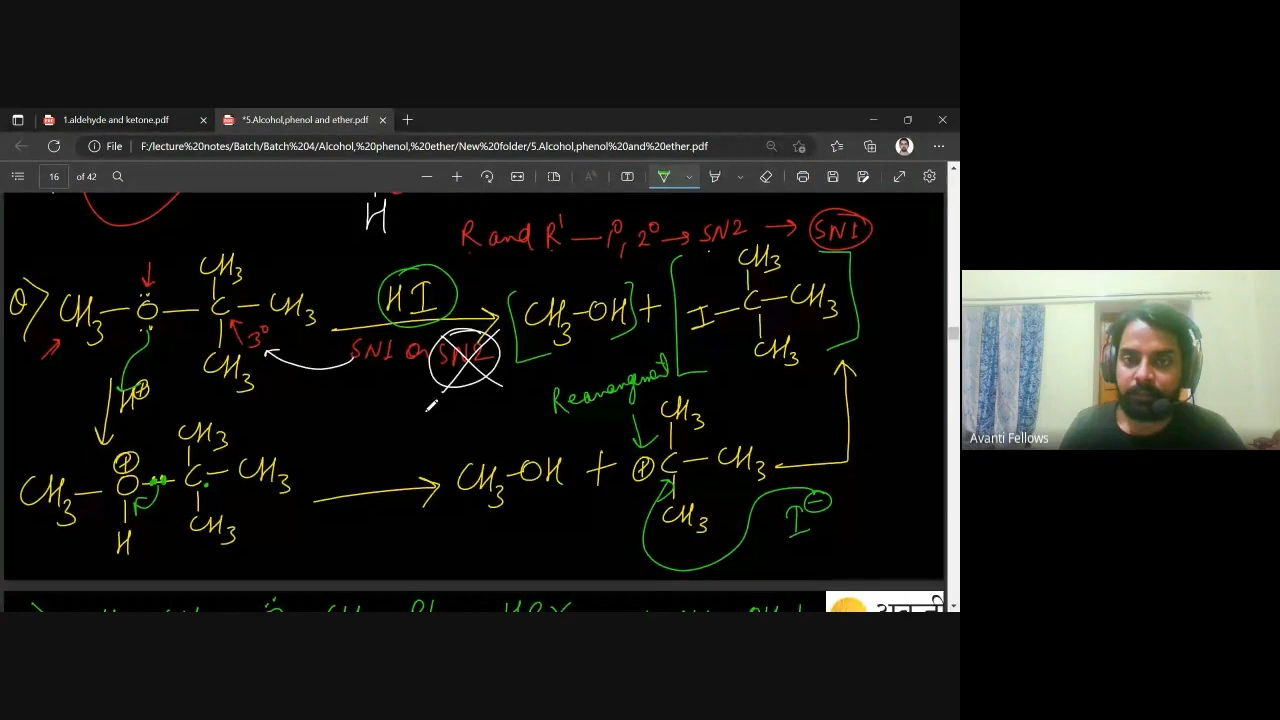 1.aldehyde and ketone.pdf
*5.Alcohol,phenol and ether.pdf
File
F:/lecture%20notes/Batch/Batch%204/Alcohol,%20phenol,%20ether/New%20folder/5.Alcohol,phenol%20and%20ether.pdf
16 of 42
H
R and R' — 1°, 2° → SN2 → SN1
Q> CH3 — O — C — CH3
CH3
CH3
3°
HI
SN1 or SN2
CH3-OH + I — C — CH3
CH3
CH3
H⊕
Rearrangment
CH3 — O — C — CH3
⊕
H
CH3
CH3
CH3-OH + ⊕C — CH3
CH3
CH3
I⊖
Avanti Fellows